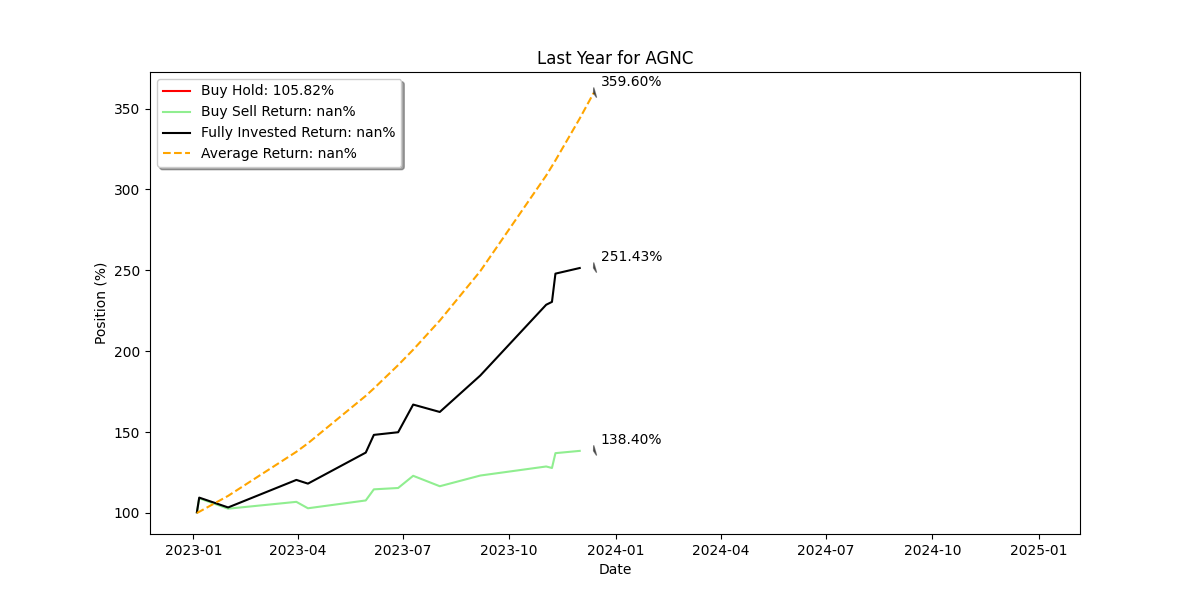 Last Year for AGNC
359.60%
Buy Hold: 105.82%
Buy Sell Return: nan%
Fully Invested Return: nan%
Average Return: nan%
350
300
251.43%
250
200
150
138.40%
100
Position (%)
2023-01 2023-04 2023-07 2023-10 2024-01 2024-04 2024-07 2024-10 2025-01
Date